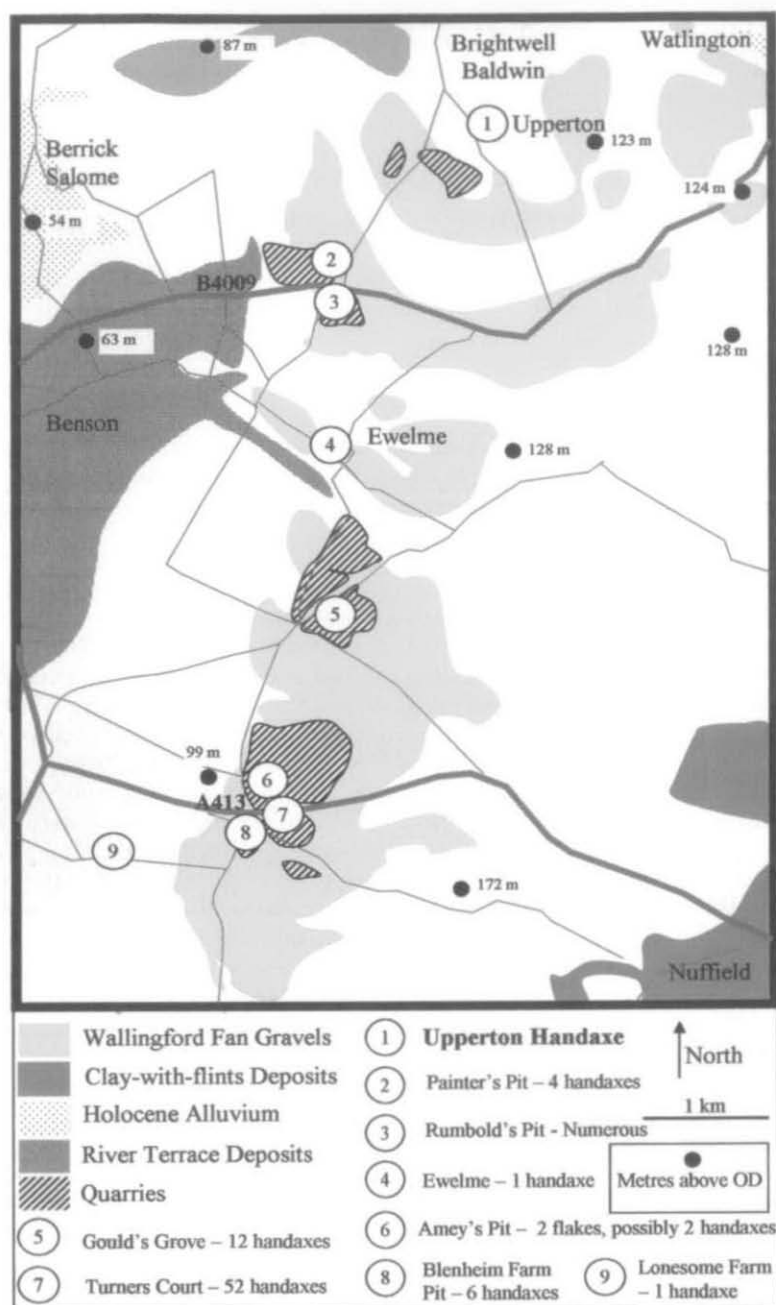 87 m
Brightwell
Baldwin
Watlington
1
Upperton
123 m
Berrick
Salome
124 m
54 m
2
B4009
3
63 m
128 m
Benson
4
Ewelme
128 m
5
99 m
6
A413
7
8
9
172 m
Nuffield
Wallingford Fan Gravels
Clay-with-flints Deposits
Holocene Alluvium
River Terrace Deposits
Quarries
5 Gould's Grove – 12 handaxes
7 Turners Court – 52 handaxes
1 Upperton Handaxe
2 Painter's Pit – 4 handaxes
3 Rumbold's Pit - Numerous
4 Ewelme – 1 handaxe
6 Amey's Pit – 2 flakes, possibly 2 handaxes
8 Blenheim Farm
Pit – 6 handaxes
9 Lonesome Farm
– 1 handaxe
North
1 km
Metres above OD